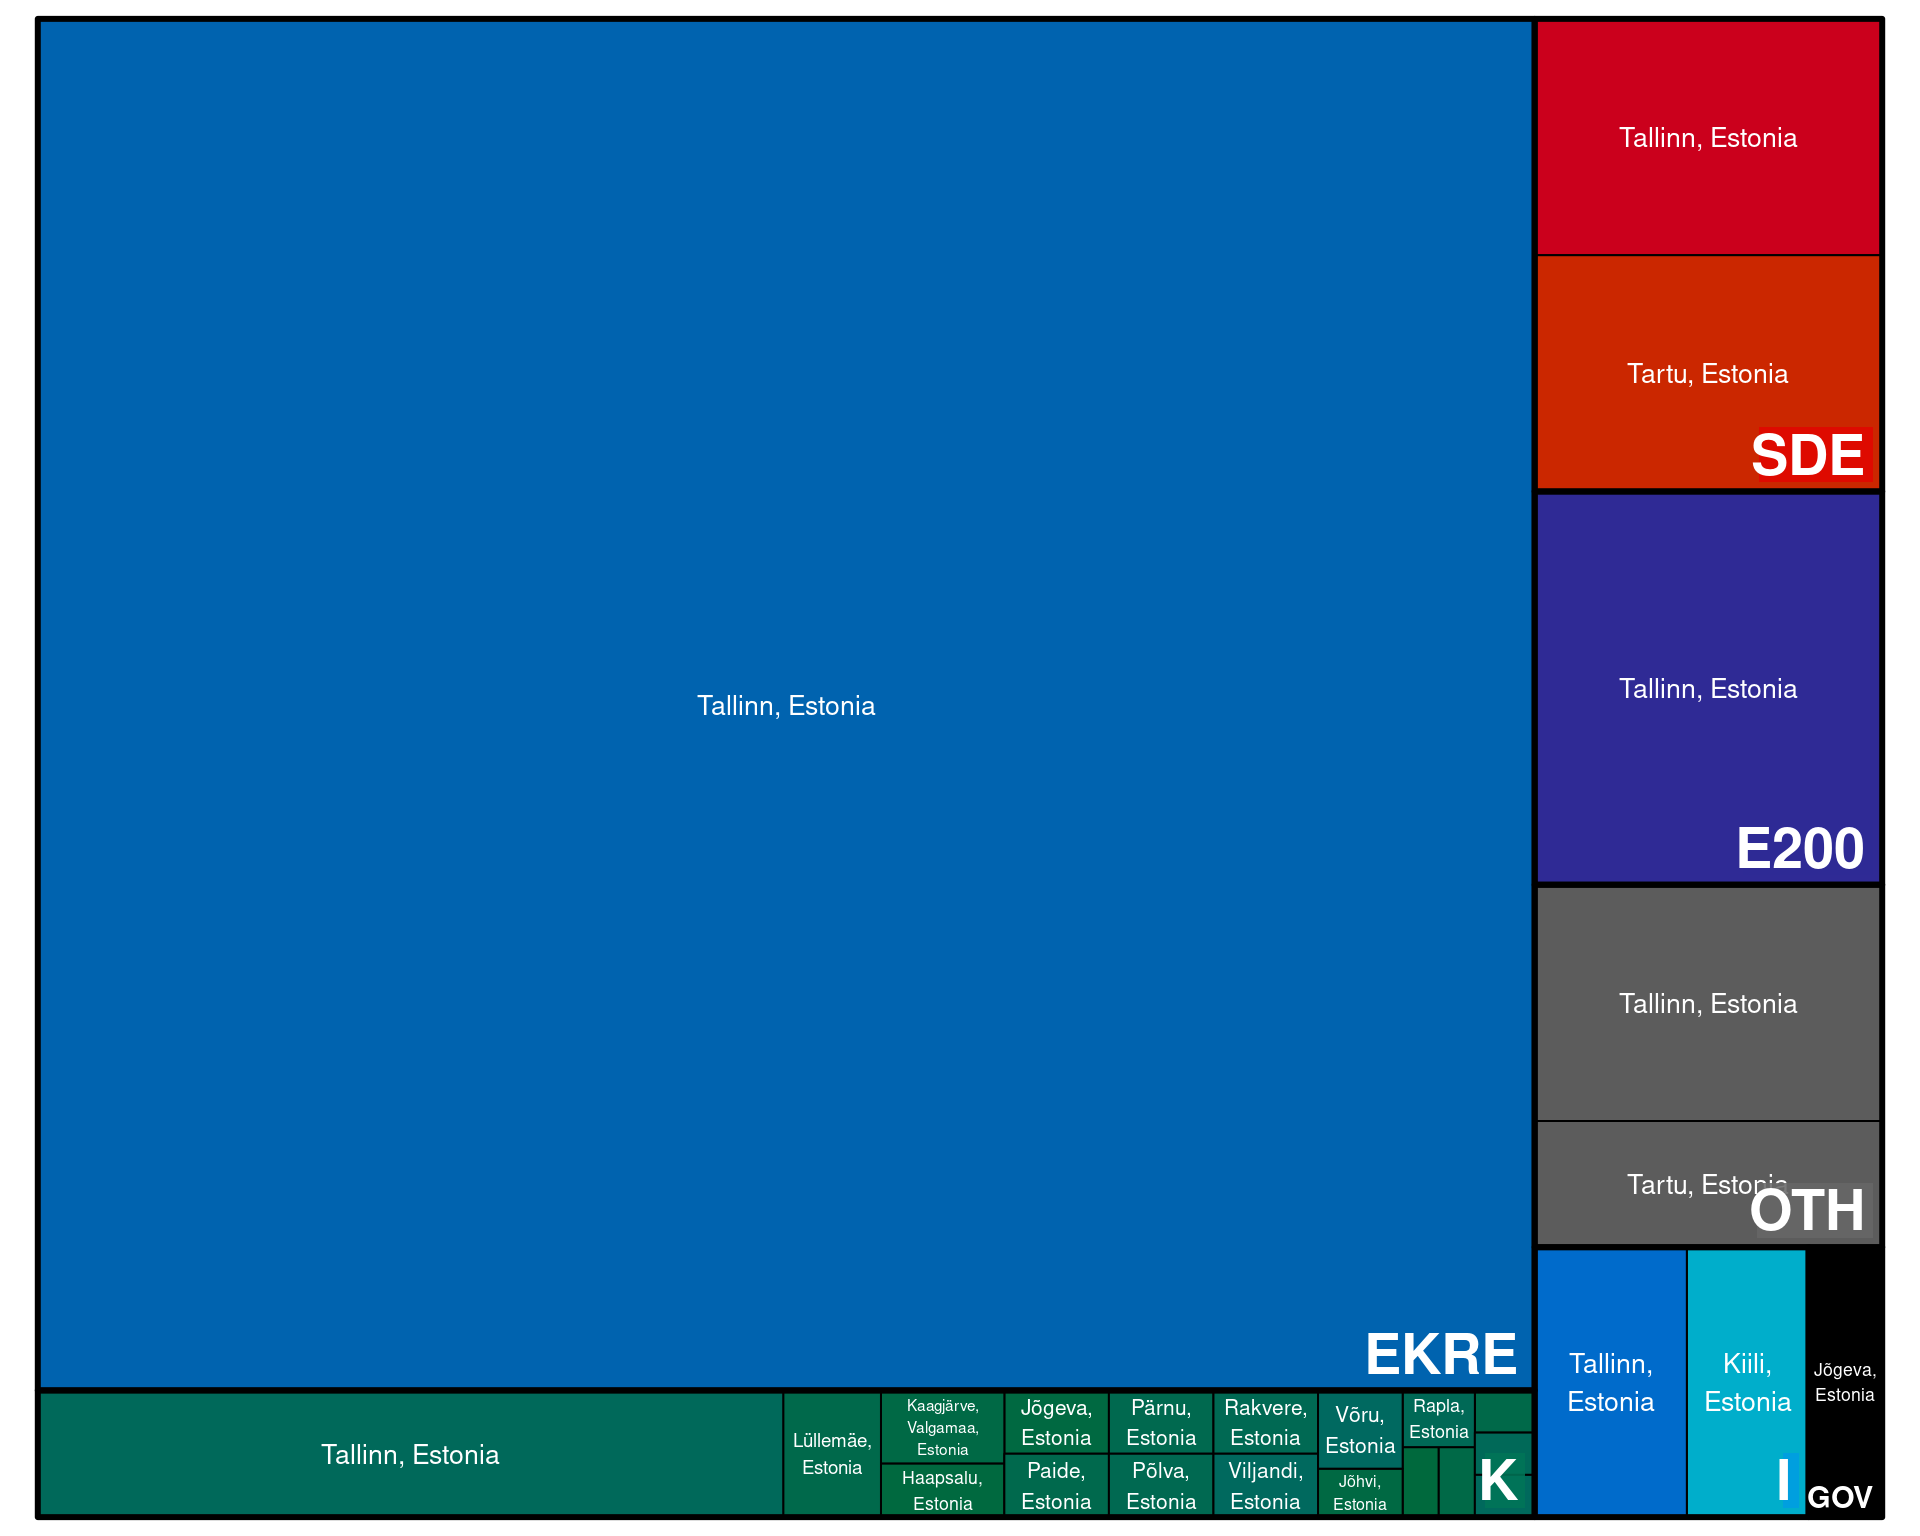 Tallinn, Estonia
EKRE
Tallinn, Estonia
Tartu, Estonia
SDE
Tallinn, Estonia
E200
Tallinn, Estonia
Tartu, Estonia
OTH
Tallinn, Estonia
Lüllemäe,
Estonia
Kaagjärve,
Valgamaa,
Estonia
Haapsalu,
Estonia
Jõgeva,
Estonia
Paide,
Estonia
Pärnu,
Estonia
Põlva,
Estonia
Rakvere,
Estonia
Viljandi,
Estonia
Võru,
Estonia
Jõhvi,
Estonia
Rapla,
Estonia
K
Tallinn,
Estonia
Kiili,
Estonia
I
Jõgeva,
Estonia
GOV